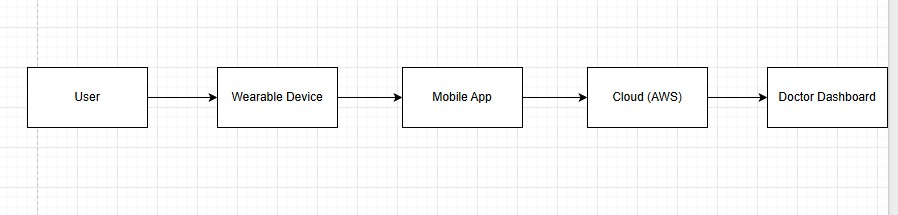 User
Wearable Device
Mobile App
Cloud (AWS)
Doctor Dashboard